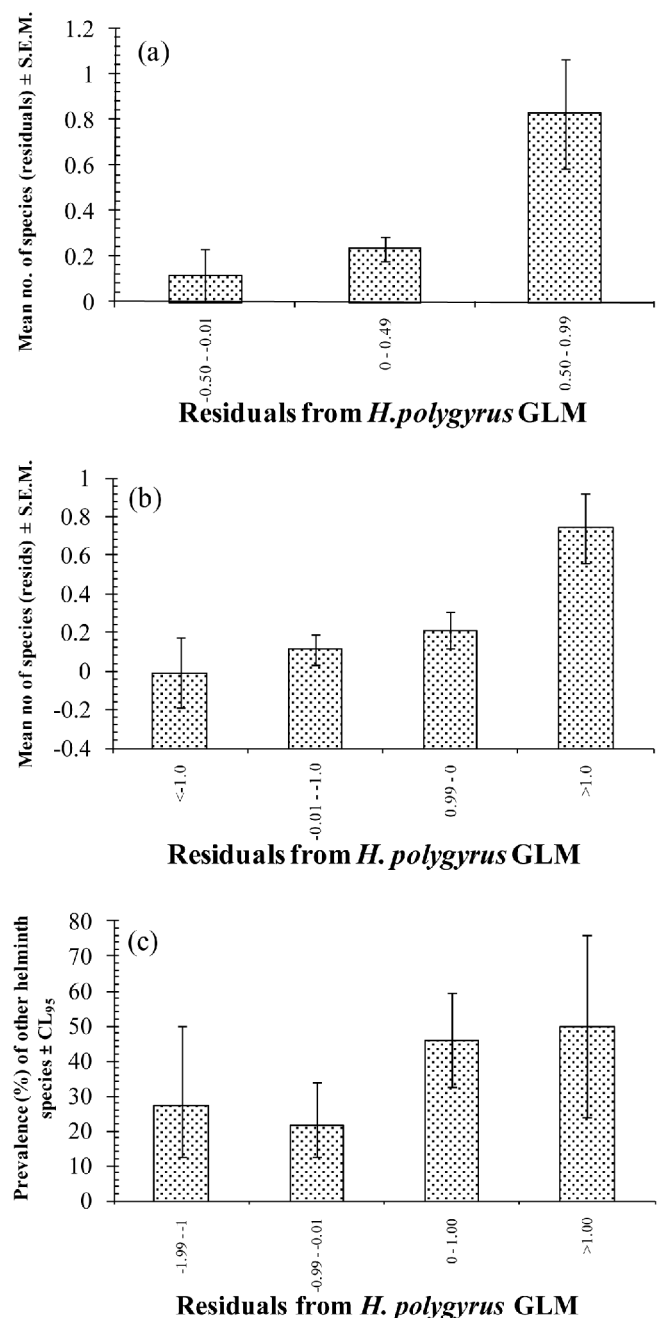 (a)
Mean no. of species (residuals) ± S.E.M.
1.2
1
0.8
0.6
0.4
0.2
0
-0.50 - -0.01
0 - 0.49
0.50 - 0.99
Residuals from H.polygyrus GLM
(b)
Mean no of species (resids) ± S.E.M.
1
0.8
0.6
0.4
0.2
0
-0.2
-0.4
<-1.0
-0.01 - -1.0
0.99 - 0
>1.0
Residuals from H. polygyrus GLM
(c)
Prevalence (%) of other helminth
species ± CL95
80
70
60
50
40
30
20
10
0
-1.99 - -1
-0.99 - -0.01
0 - 1.00
>1.00
Residuals from H. polygyrus GLM